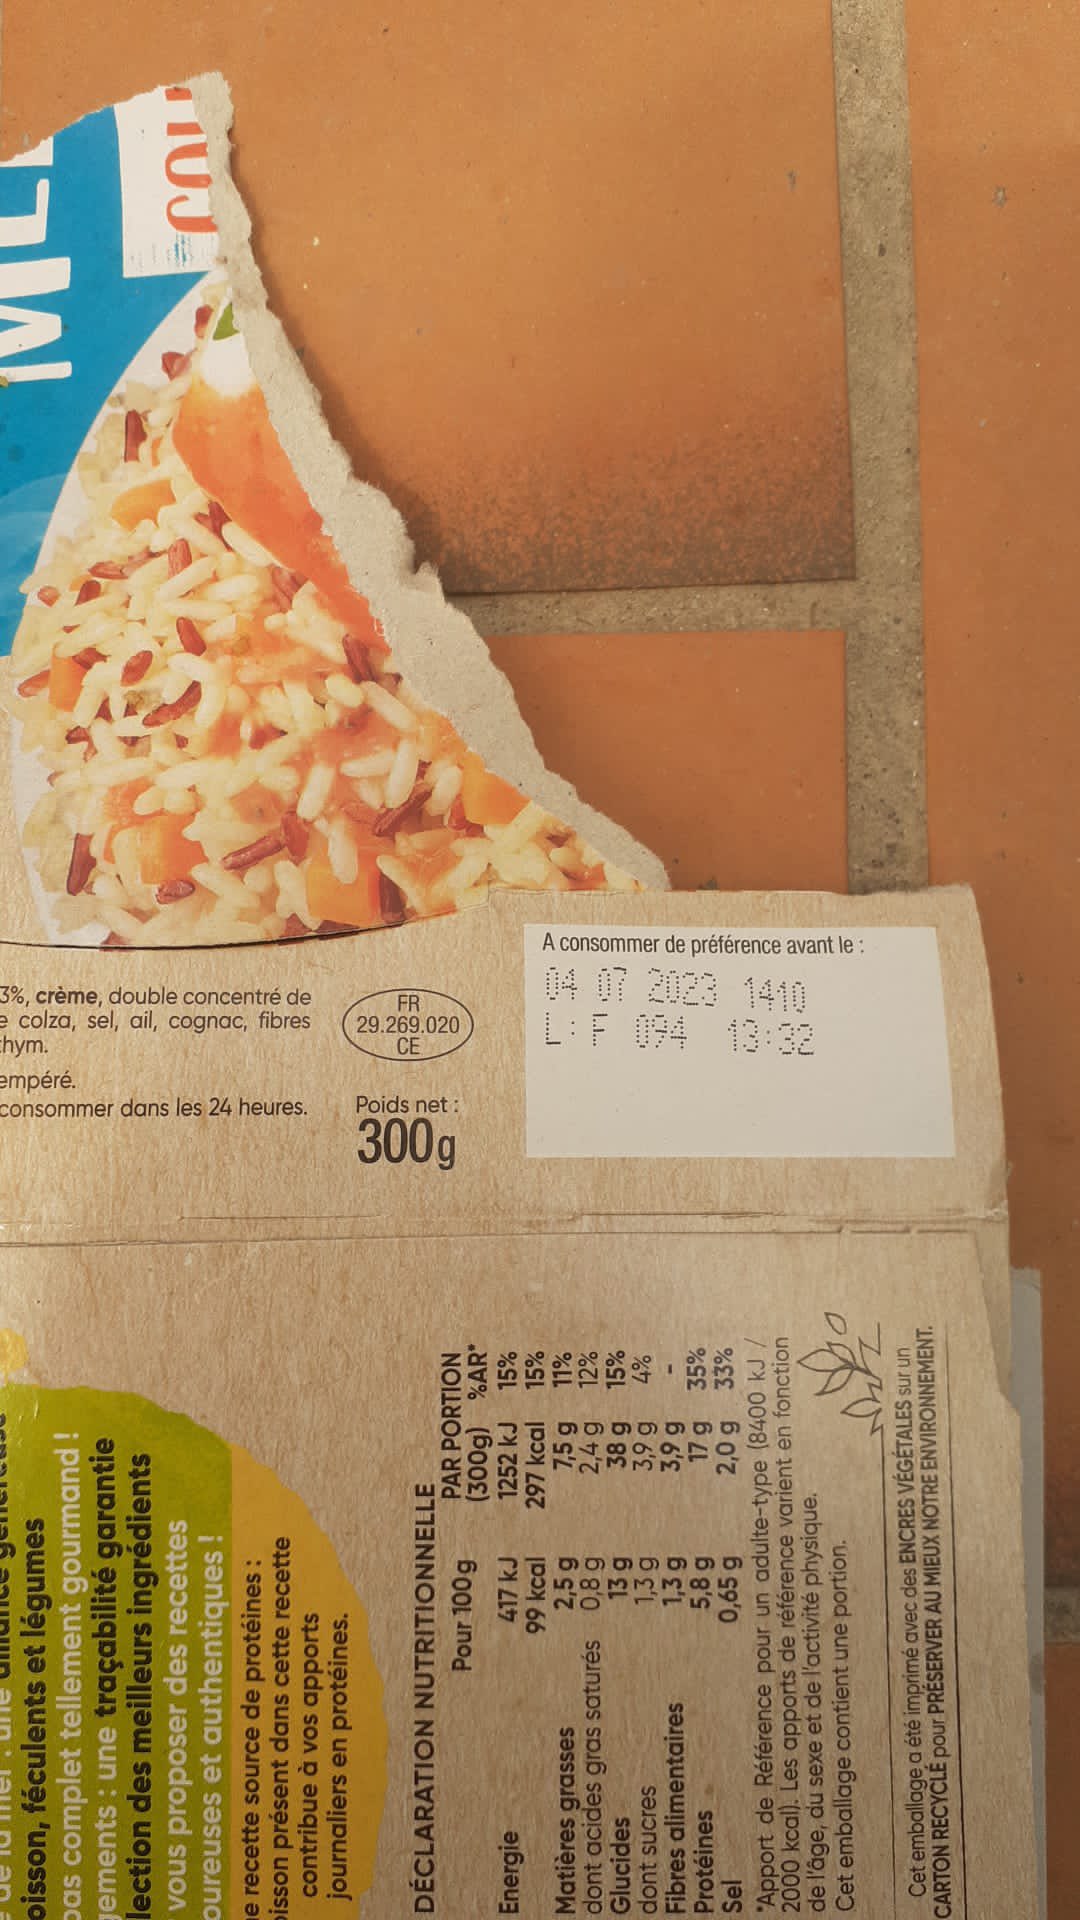 3%, crème, double concentré de
colza, sel, ail, cognac, fibres
consommer dans les 24 heures.
FR
29.269.020
CE
Poids net :
300g
A consommer de préférence avant le :
04 07 2023 1410
L: F 094 13:32
légumes
féculents et
complet tellement gourmand !
: une traçabilité garantie
des meilleurs ingrédients
vous proposer des recettes
et authentiques !
recette source de protéines :
présent dans cette recette
contribue à vos apports
journaliers en protéines.
DÉCLARATION NUTRITIONNELLE
Pour 100g PAR PORTION (300g) %AR*
Energie 417 kJ 1252 kJ 15%
99 kcal 297 kcal 15%
Matières grasses 2,5 g 7,5 g 11%
dont acides gras saturés 0,8 g 2,4 g 12%
Glucides 13 g 38 g 15%
dont sucres 1,3 g 3,9 g 4%
Fibres alimentaires 1,3 g 3,9 g -
Protéines 5,8 g 17 g 35%
Sel 0,65 g 2,0 g 33%
*Apport de Référence pour un adulte-type (8400 kJ /
2000 kcal). Les apports de référence varient en fonction
de l'âge, du sexe et de l'activité physique.
Cet emballage contient une portion.
Cet emballage a été imprimé avec des ENCRES VÉGÉTALES sur un
CARTON RECYCLÉ pour PRÉSERVER AU MIEUX NOTRE ENVIRONNEMENT.